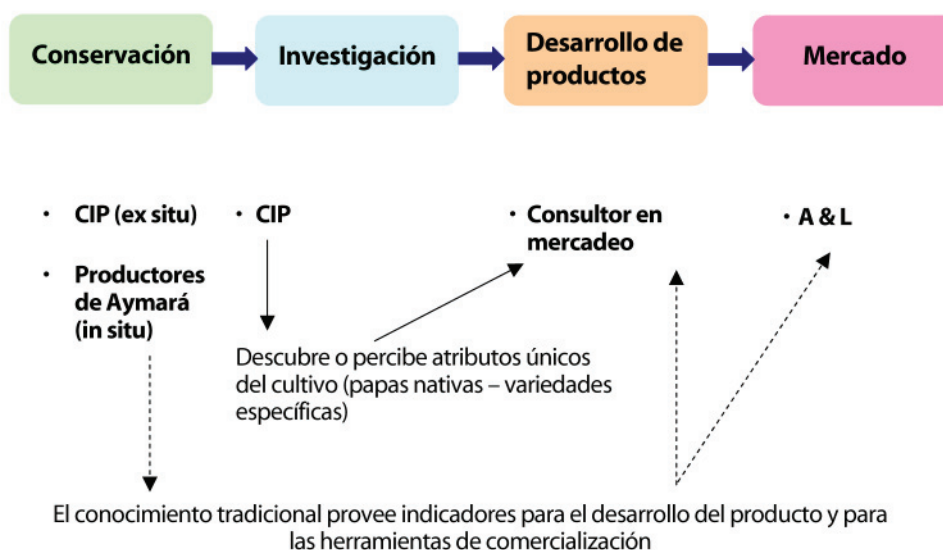 Conservación
Investigación
Desarrollo de
productos
Mercado
• CIP (ex situ)
• Productores
de Aymará
(in situ)
• CIP
Descubre o percibe atributos únicos
del cultivo (papas nativas – variedades
específicas)
• Consultor en
mercadeo
• A & L
El conocimiento tradicional provee indicadores para el desarrollo del producto y para
las herramientas de comercialización